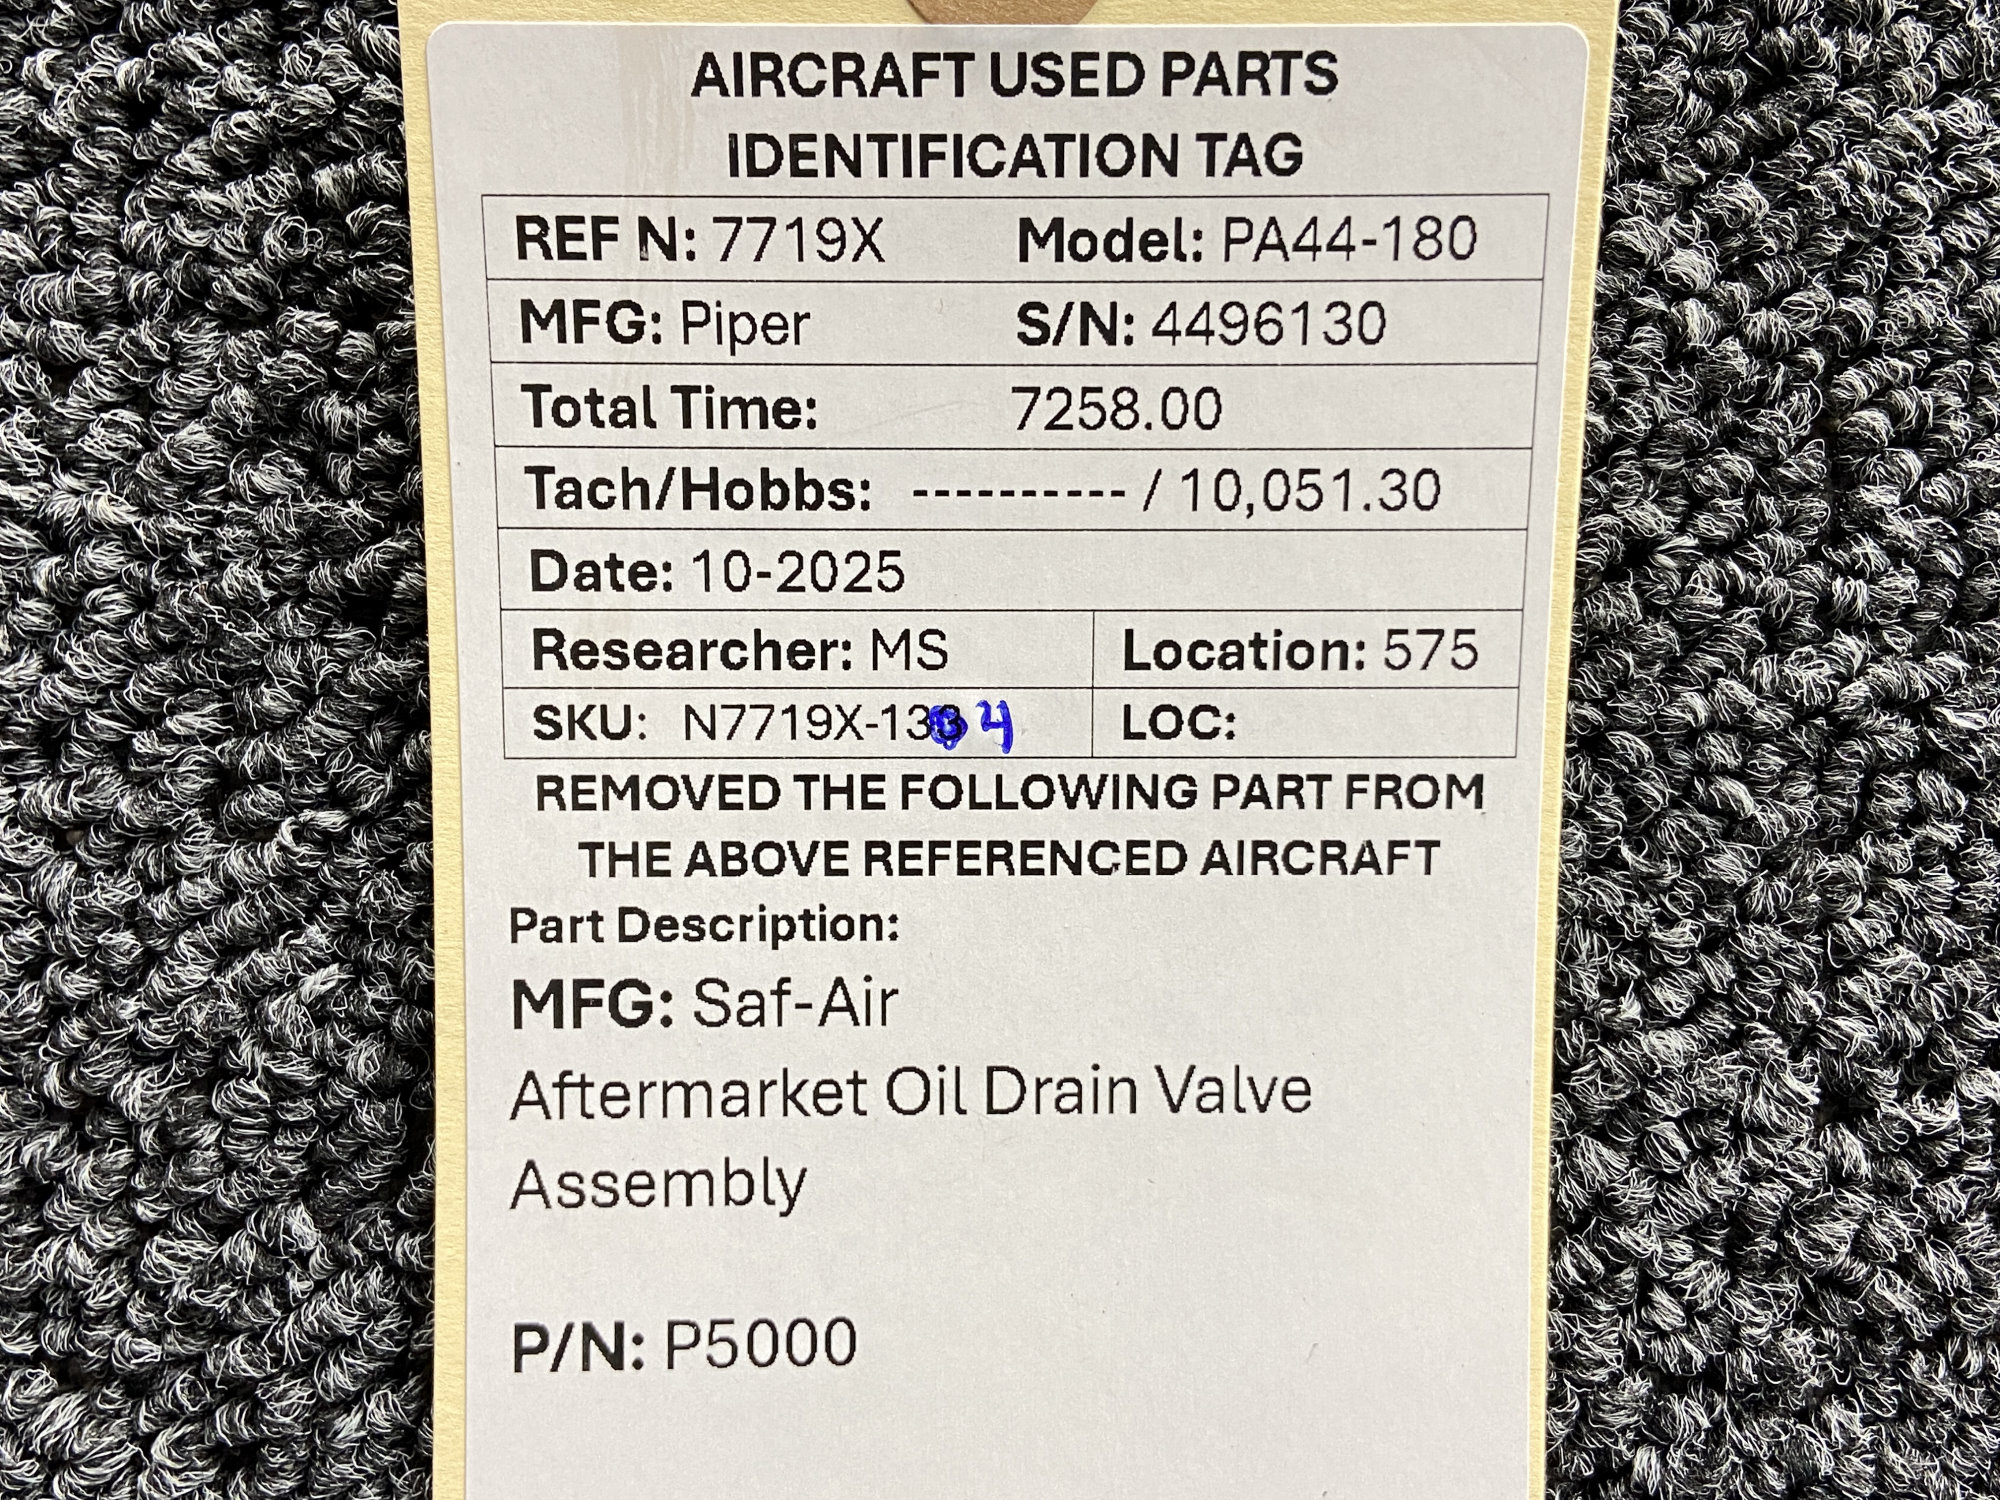 AIRCRAFT USED PARTS
IDENTIFICATION TAG
REF N: 7719X Model: PA44-180
MFG: Piper S/N: 4496130
Total Time: 7258.00
Tach/Hobbs: ---------- / 10,051.30
Date: 10-2025
Researcher: MS Location: 575
SKU: N7719X-134 LOC:
REMOVED THE FOLLOWING PART FROM
THE ABOVE REFERENCED AIRCRAFT
Part Description:
MFG: Saf-Air
Aftermarket Oil Drain Valve
Assembly
P/N: P5000